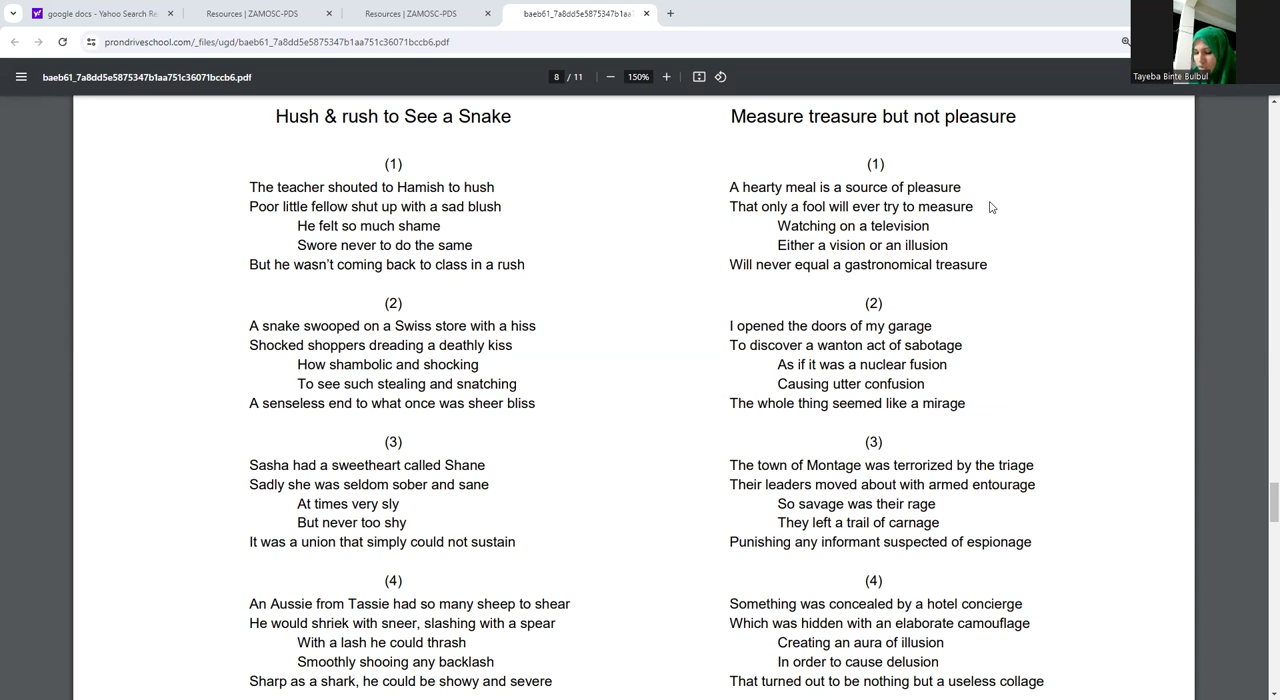 google docs - Yahoo Search Re
Resources | ZAMOSC-PDS
Resources | ZAMOSC-PDS
baeb61_7a8dd5e5875347b1aa7
prondriveschool.com/_files/ugd/baeb61_7a8dd5e5875347b1aa751c36071bccb6.pdf
baeb61_7a8dd5e5875347b1aa751c36071bccb6.pdf
8 / 11
150%
Tayeba Binte Bulbul
Hush & rush to See a Snake
(1)
The teacher shouted to Hamish to hush
Poor little fellow shut up with a sad blush
He felt so much shame
Swore never to do the same
But he wasn't coming back to class in a rush
(2)
A snake swooped on a Swiss store with a hiss
Shocked shoppers dreading a deathly kiss
How shambolic and shocking
To see such stealing and snatching
A senseless end to what once was sheer bliss
(3)
Sasha had a sweetheart called Shane
Sadly she was seldom sober and sane
At times very sly
But never too shy
It was a union that simply could not sustain
(4)
An Aussie from Tassie had so many sheep to shear
He would shriek with sneer, slashing with a spear
With a lash he could thrash
Smoothly shooing any backlash
Sharp as a shark, he could be showy and severe
Measure treasure but not pleasure
(1)
A hearty meal is a source of pleasure
That only a fool will ever try to measure
Watching on a television
Either a vision or an illusion
Will never equal a gastronomical treasure
(2)
I opened the doors of my garage
To discover a wanton act of sabotage
As if it was a nuclear fusion
Causing utter confusion
The whole thing seemed like a mirage
(3)
The town of Montage was terrorized by the triage
Their leaders moved about with armed entourage
So savage was their rage
They left a trail of carnage
Punishing any informant suspected of espionage
(4)
Something was concealed by a hotel concierge
Which was hidden with an elaborate camouflage
Creating an aura of illusion
In order to cause delusion
That turned out to be nothing but a useless collage